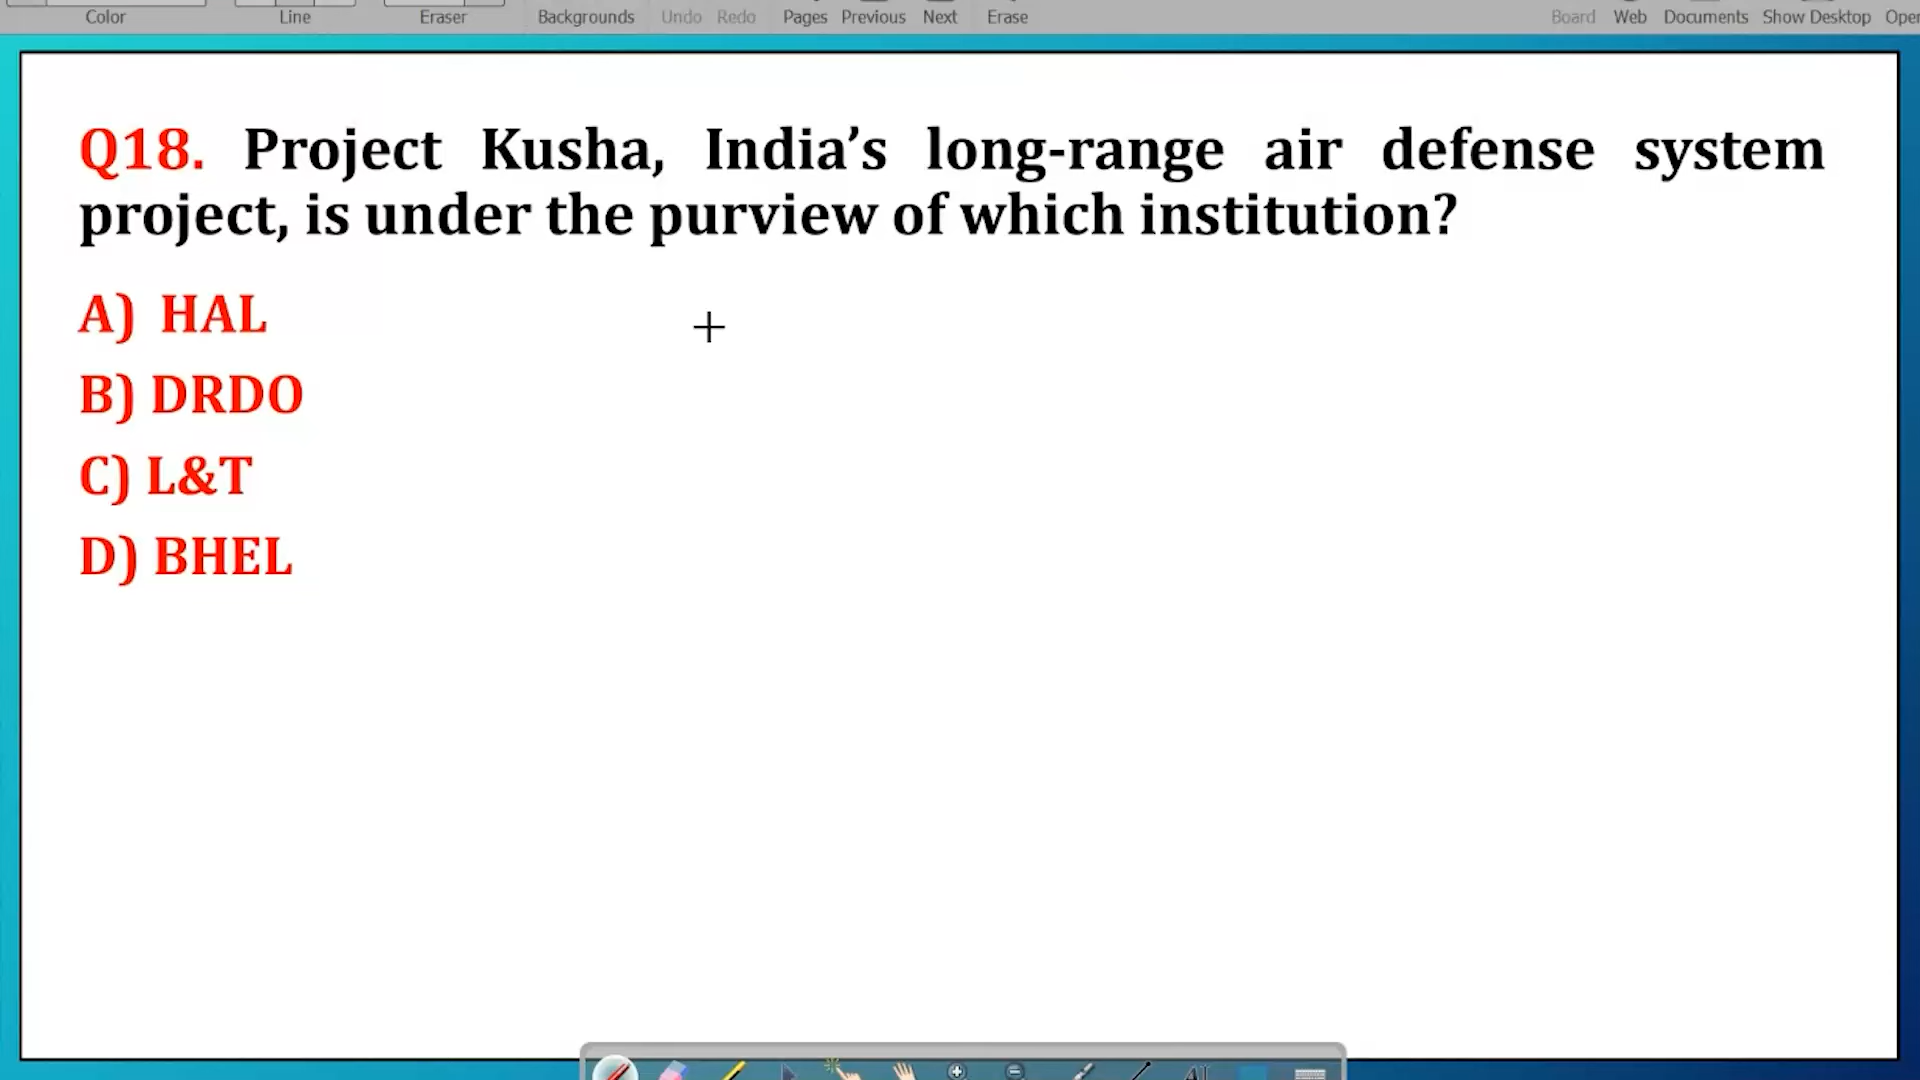 Color Line Eraser Backgrounds Undo Redo Pages Previous Next Erase Board Web Documents Show Desktop
Q18. Project Kusha, India’s long-range air defense system
project, is under the purview of which institution?
A) HAL
B) DRDO
C) L&T
D) BHEL